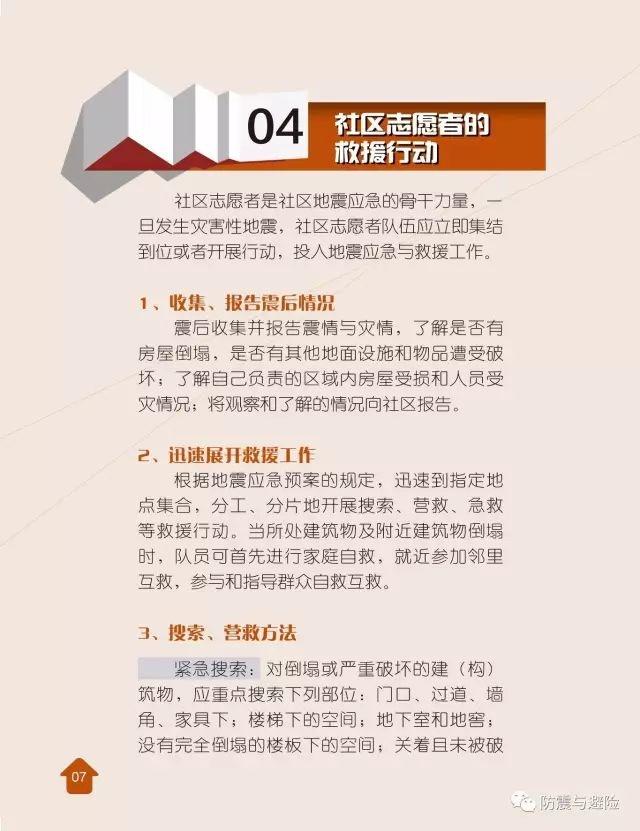 04
社区志愿者的
救援行动
社区志愿者是社区地震应急的骨干力量，一
旦发生灾害性地震，社区志愿者队伍应立即集结
到位或者开展行动，投入地震应急与救援工作。
1、收集、报告震后情况
震后收集并报告震情与灾情，了解是否有
房屋倒塌，是否有其他地面设施和物品遭受破
坏；了解自己负责的区域内房屋受损和人员受
灾情况；将观察和了解的情况向社区报告。
2、迅速展开救援工作
根据地震应急预案的规定，迅速到指定地
点集合，分工、分片地开展搜索、营救、急救
等救援行动。当所处建筑物及附近建筑物倒塌
时，队员可首先进行家庭自救，就近参加邻里
互救，参与和指导群众自救互救。
3、搜索、营救方法
紧急搜索：对倒塌或严重破坏的建（构）
筑物，应重点搜索下列部位：门口、过道、墙
角、家具下；楼梯下的空间；地下室和地窖；
没有完全倒塌的楼板下的空间；关着且未被破
07
防震与避险